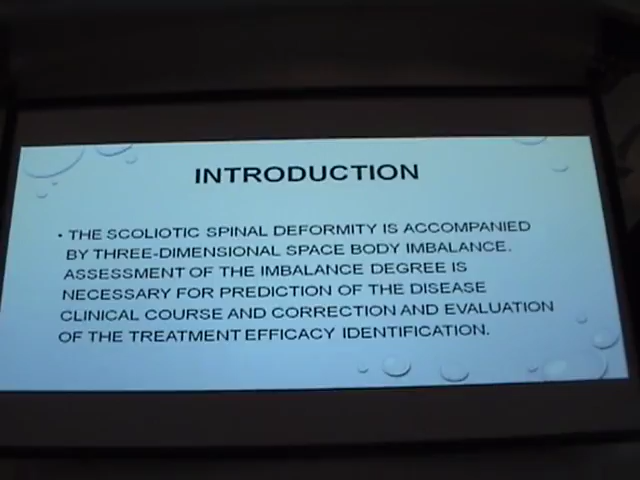 INTRODUCTION
• THE SCOLIOTIC SPINAL DEFORMITY IS ACCOMPANIED
BY THREE-DIMENSIONAL SPACE BODY IMBALANCE.
ASSESSMENT OF THE IMBALANCE DEGREE IS
NECESSARY FOR PREDICTION OF THE DISEASE
CLINICAL COURSE AND CORRECTION AND EVALUATION
OF THE TREATMENT EFFICACY IDENTIFICATION.